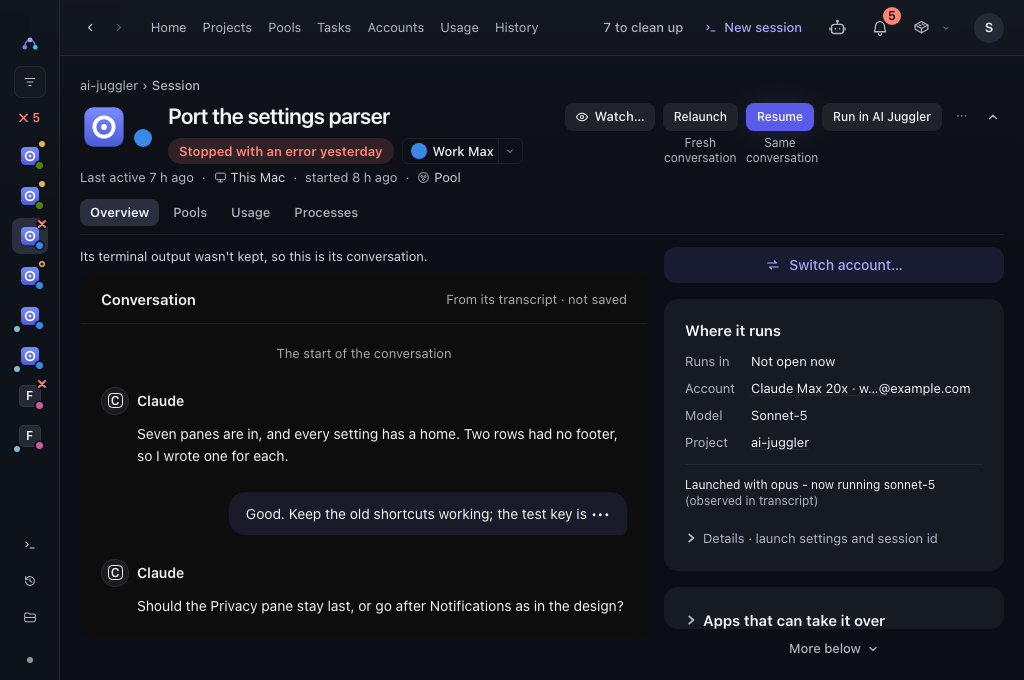 Home Projects Pools Tasks Accounts Usage History
7 to clean up
New session
5
S
5
F
F
ai-juggler › Session
Port the settings parser
Stopped with an error yesterday
Work Max
Last active 7 h ago · This Mac · started 8 h ago · Pool
Watch...
Relaunch
Resume
Run in AI Juggler
Fresh conversation
Same conversation
Overview Pools Usage Processes
Its terminal output wasn't kept, so this is its conversation.
Conversation
From its transcript · not saved
The start of the conversation
C Claude
Seven panes are in, and every setting has a home. Two rows had no footer,
so I wrote one for each.
Good. Keep the old shortcuts working; the test key is •••
C Claude
Should the Privacy pane stay last, or go after Notifications as in the design?
Switch account...
Where it runs
Runs in Not open now
Account Claude Max 20x · w...@example.com
Model Sonnet-5
Project ai-juggler
Launched with opus - now running sonnet-5
(observed in transcript)
Details · launch settings and session id
Apps that can take it over
More below